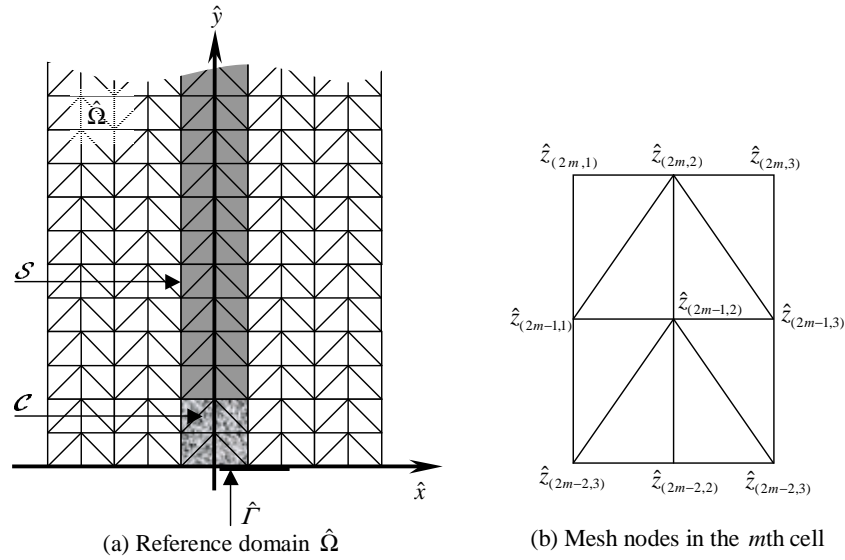 ŷ
Ω̂
S
C
x̂
Γ̂
(a) Reference domain Ω̂
ẑ(2m,1) ẑ(2m,2) ẑ(2m,3)
ẑ(2m−1,1) ẑ(2m−1,2) ẑ(2m−1,3)
ẑ(2m−2,3) ẑ(2m−2,2) ẑ(2m−2,3)
(b) Mesh nodes in the mth cell